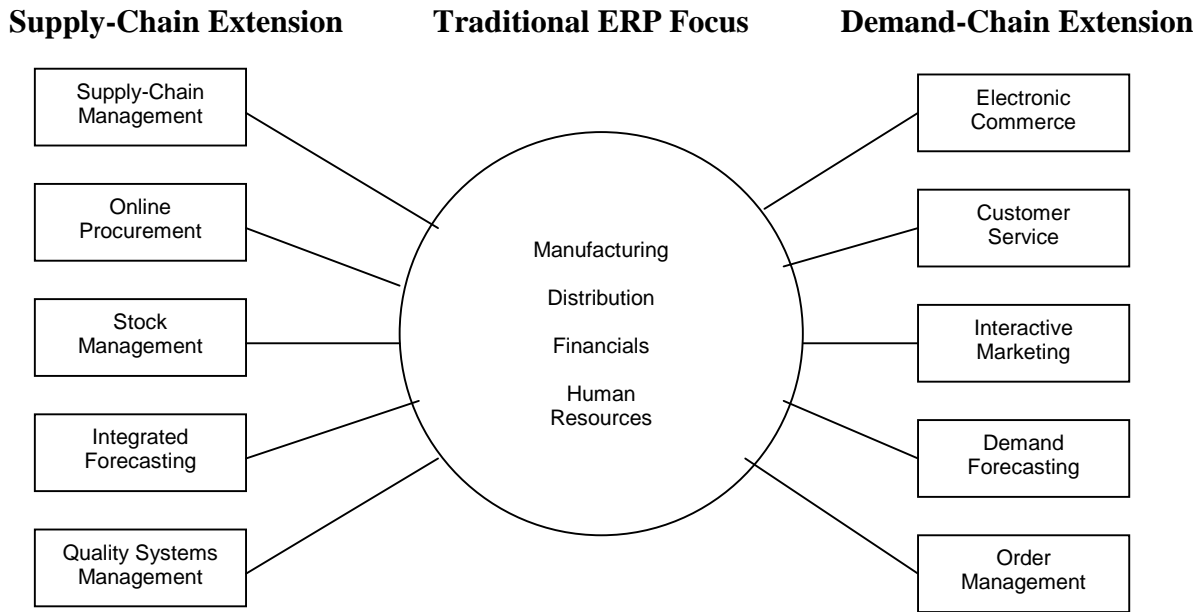 Supply-Chain Extension
Traditional ERP Focus
Demand-Chain Extension
Supply-Chain
Management
Online
Procurement
Stock
Management
Integrated
Forecasting
Quality Systems
Management
Manufacturing
Distribution
Financials
Human
Resources
Electronic
Commerce
Customer
Service
Interactive
Marketing
Demand
Forecasting
Order
Management